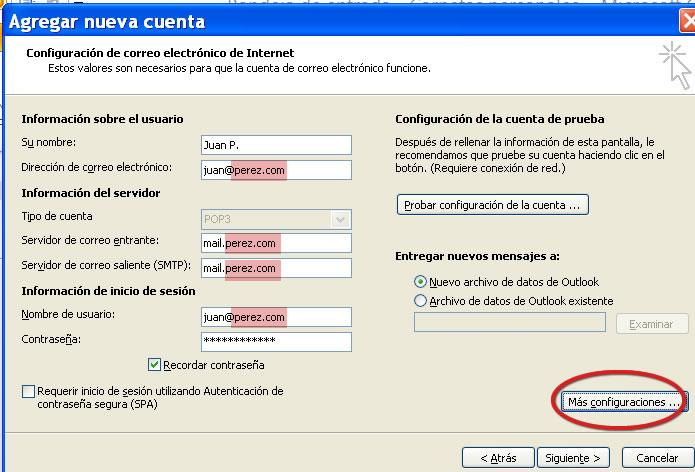 Agregar nueva cuenta
Configuración de correo electrónico de Internet
Estos valores son necesarios para que la cuenta de correo electrónico funcione.
Información sobre el usuario
Su nombre:
Juan P.
Dirección de correo electrónico:
juan@perez.com
Información del servidor
Tipo de cuenta
POP3
Servidor de correo entrante:
mail.perez.com
Servidor de correo saliente (SMTP):
mail.perez.com
Información de inicio de sesión
Nombre de usuario:
juan@perez.com
Contraseña:
************
Recordar contraseña
Requerir inicio de sesión utilizando Autenticación de
contraseña segura (SPA)
Configuración de la cuenta de prueba
Después de rellenar la información de esta pantalla, le
recomendamos que pruebe su cuenta haciendo clic en el
botón. (Requiere conexión de red.)
Probar configuración de la cuenta ...
Entregar nuevos mensajes a:
Nuevo archivo de datos de Outlook
Archivo de datos de Outlook existente
Examinar
Más configuraciones ...
< Atrás
Siguiente >
Cancelar